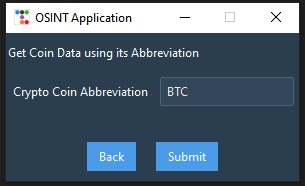 OSINT Application
Get Coin Data using its Abbreviation
Crypto Coin Abbreviation BTC
Back Submit